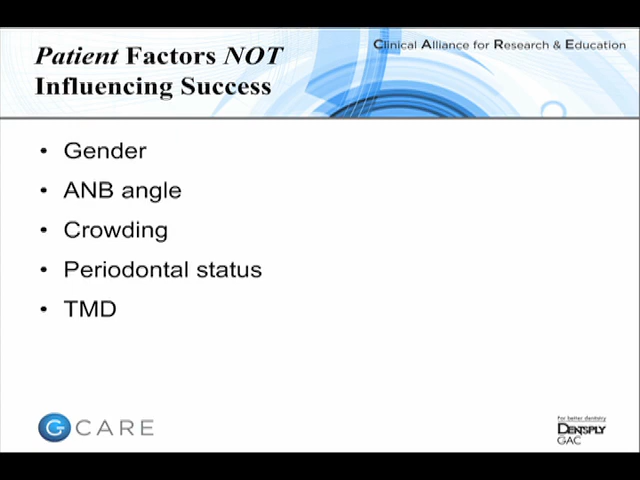 Patient Factors NOT
Influencing Success
Clinical Alliance for Research & Education
• Gender
• ANB angle
• Crowding
• Periodontal status
• TMD
G CARE
For better dentistry
DENTSPLY
GAC